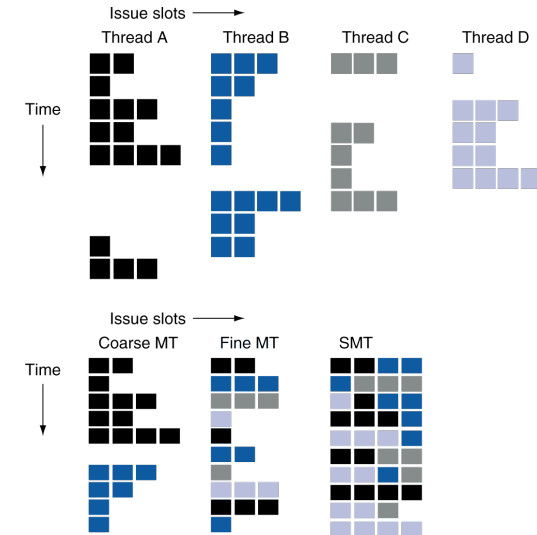 Issue slots
Thread A Thread B Thread C Thread D
Time
Issue slots
Coarse MT Fine MT SMT
Time